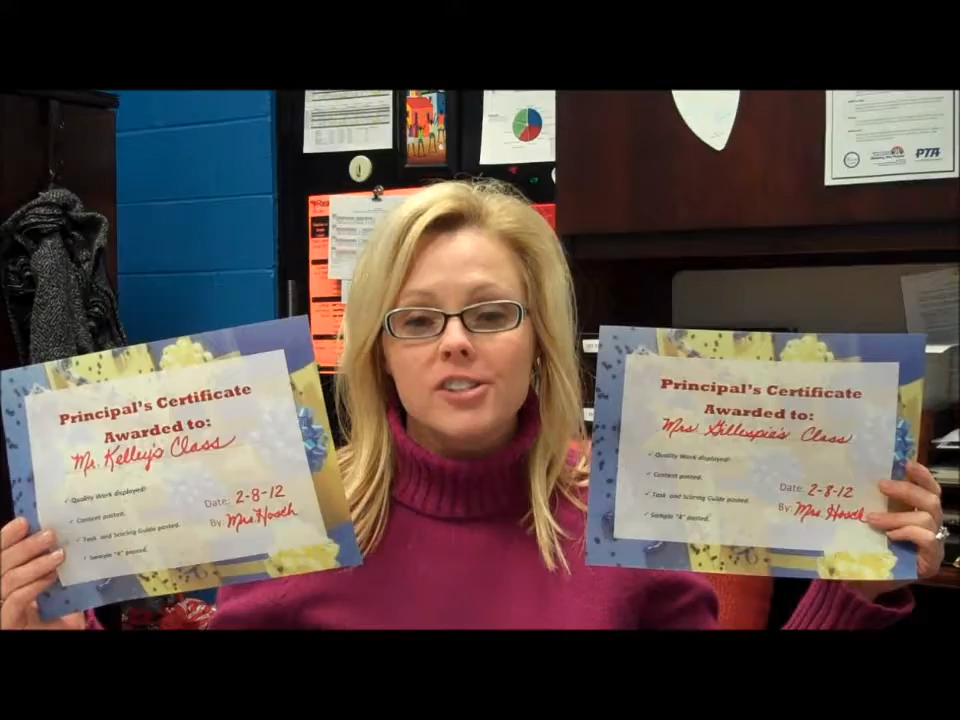 PTA
Principal's Certificate
Awarded to:
Mr. Kelley's Class
✓ Quality Work displayed!
✓ Content posted.
✓ Task and Scoring Guide posted.
✓ Sample "4" posted.
Date: 2-8-12
By: Mrs Hosch
Principal's Certificate
Awarded to:
Mrs Gillespie's Class
✓ Quality Work displayed!
✓ Content posted.
✓ Task and Scoring Guide posted.
✓ Sample "4" posted.
Date: 2-8-12
By: Mrs Hosch